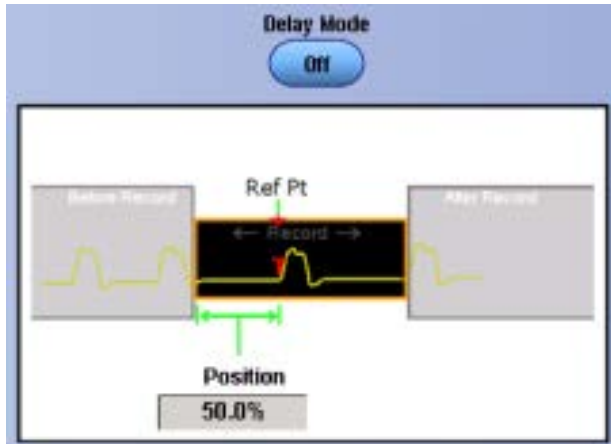 Delay Mode
Off
Before Record
Ref Pt
After Record
← Record →
Position
50.0%